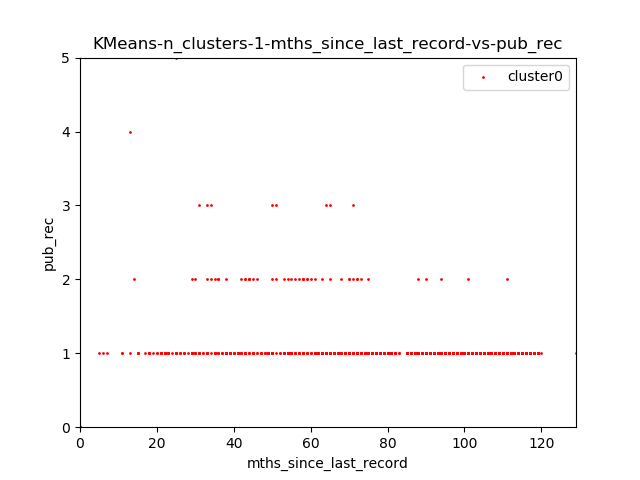 KMeans-n_clusters-1-mths_since_last_record-vs-pub_rec
cluster0
5
4
3
2
1
0
pub_rec
0 20 40 60 80 100 120
mths_since_last_record